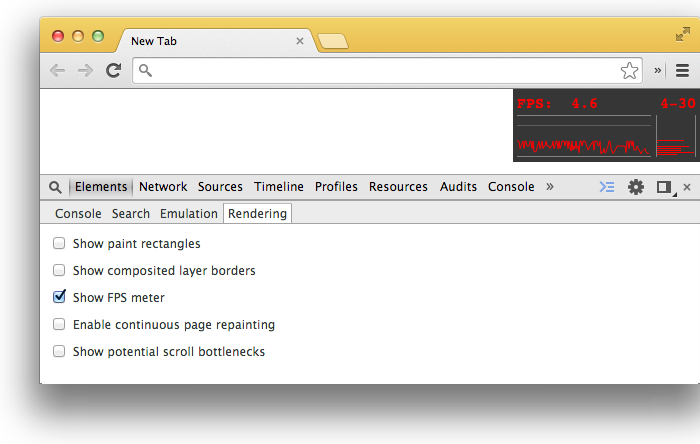 New Tab
FPS: 4.6 4-30
Elements Network Sources Timeline Profiles Resources Audits Console »
Console Search Emulation Rendering
Show paint rectangles
Show composited layer borders
Show FPS meter
Enable continuous page repainting
Show potential scroll bottlenecks